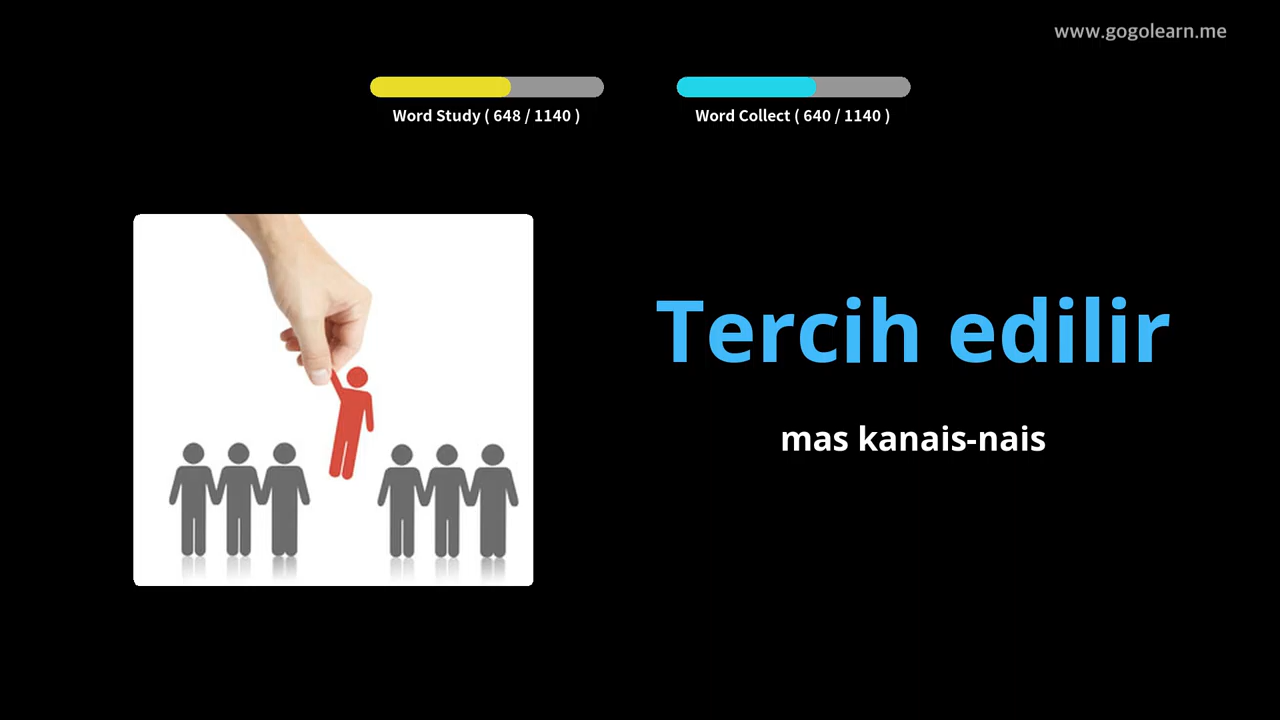 www.gogolearn.me
Word Study ( 648 / 1140 )
Word Collect ( 640 / 1140 )
Tercih edilir
mas kanais-nais